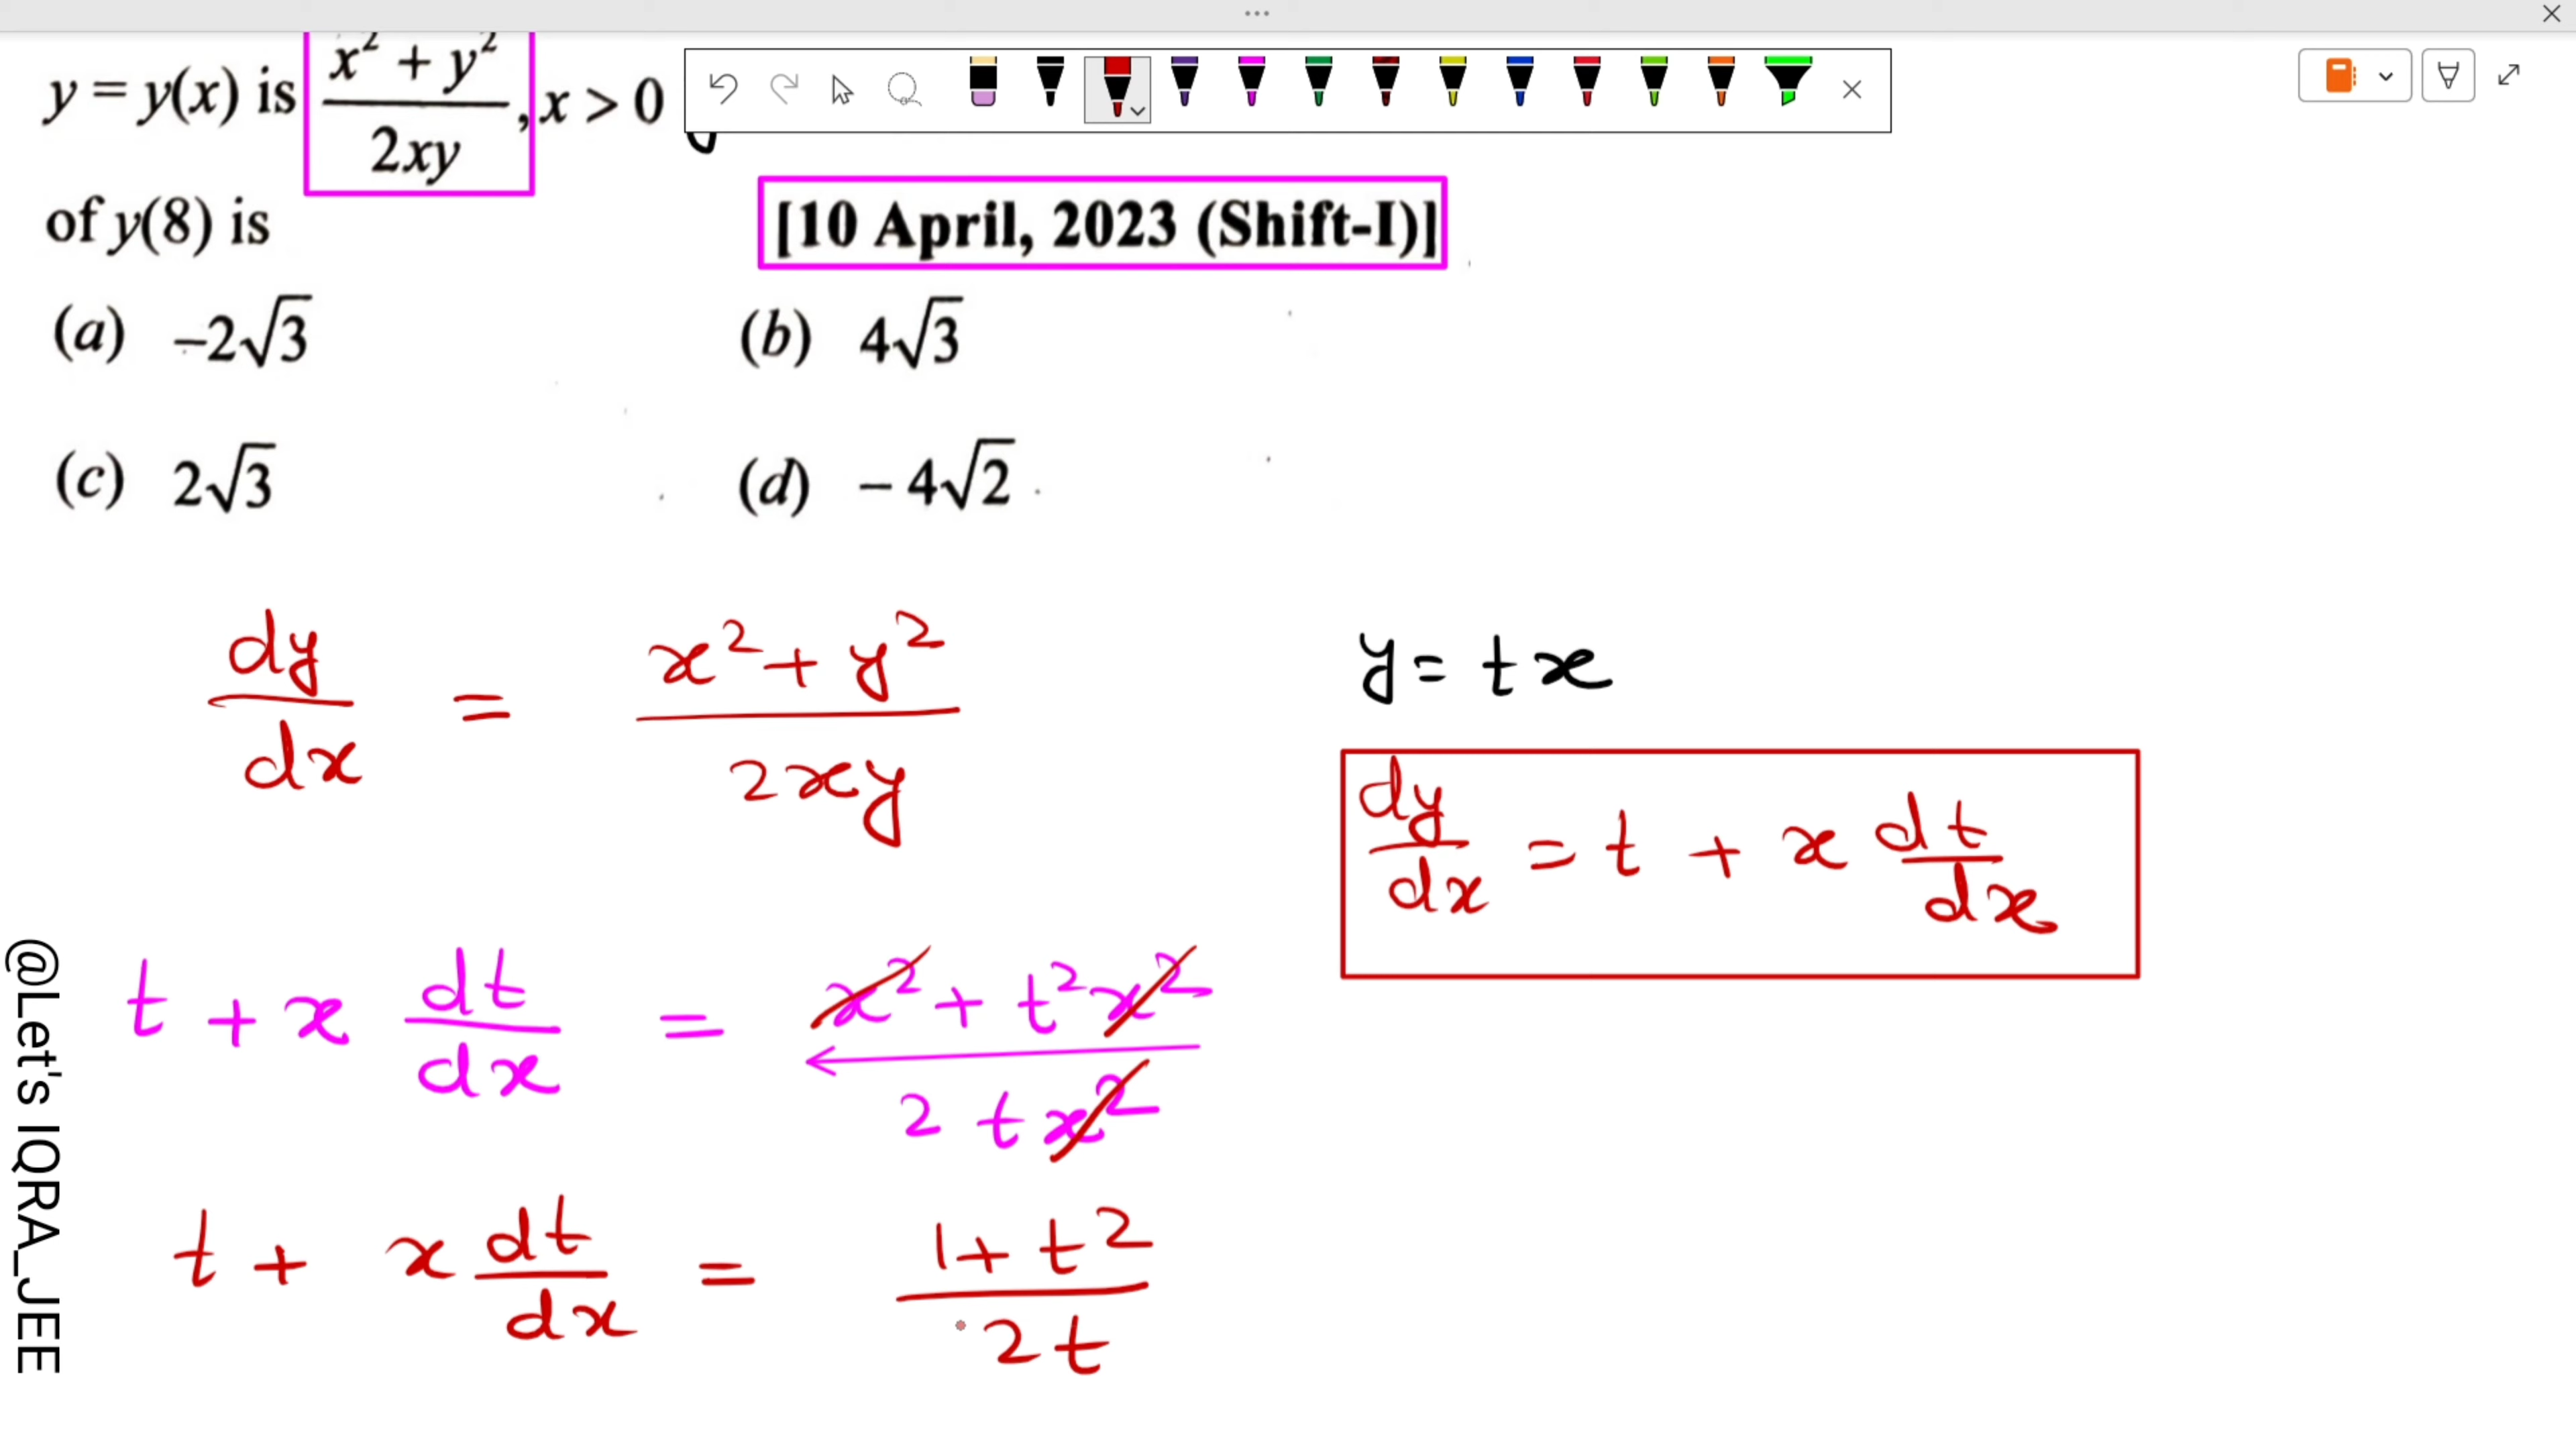 y = y(x) is x² + y² / 2xy , x > 0
of y(8) is [10 April, 2023 (Shift-I)]
(a) −2√3 (b) 4√3
(c) 2√3 (d) − 4√2
dy/dx = x² + y² / 2xy
y = tx
dy/dx = t + x dt/dx
t + x dt/dx = x² + t²x² / 2tx²
t + x dt/dx = 1 + t² / 2t
@Let's IQRA_JEE